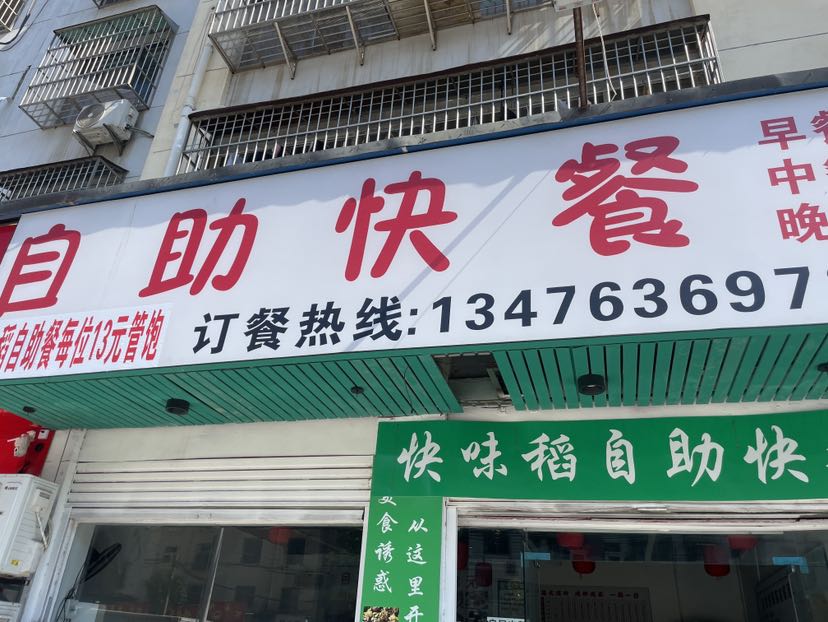 自助快餐
早
中
晚
稻自助餐每位13元管饱
订餐热线:1347636977
快味稻自助快
美食诱惑
从这里开